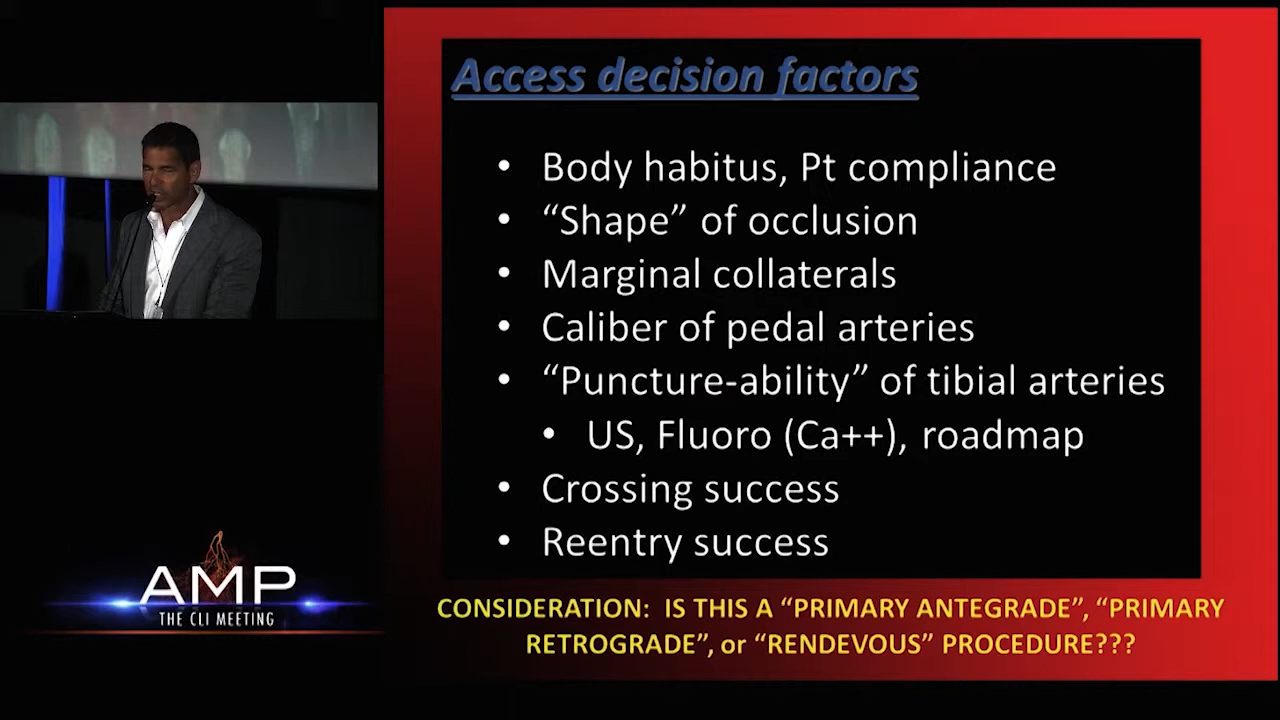 Access decision factors
• Body habitus, Pt compliance
• “Shape” of occlusion
• Marginal collaterals
• Caliber of pedal arteries
• “Puncture-ability” of tibial arteries
• US, Fluoro (Ca++), roadmap
• Crossing success
• Reentry success
CONSIDERATION: IS THIS A “PRIMARY ANTEGRADE”, “PRIMARY
RETROGRADE”, or “RENDEVOUS” PROCEDURE???
AMP
THE CLI MEETING